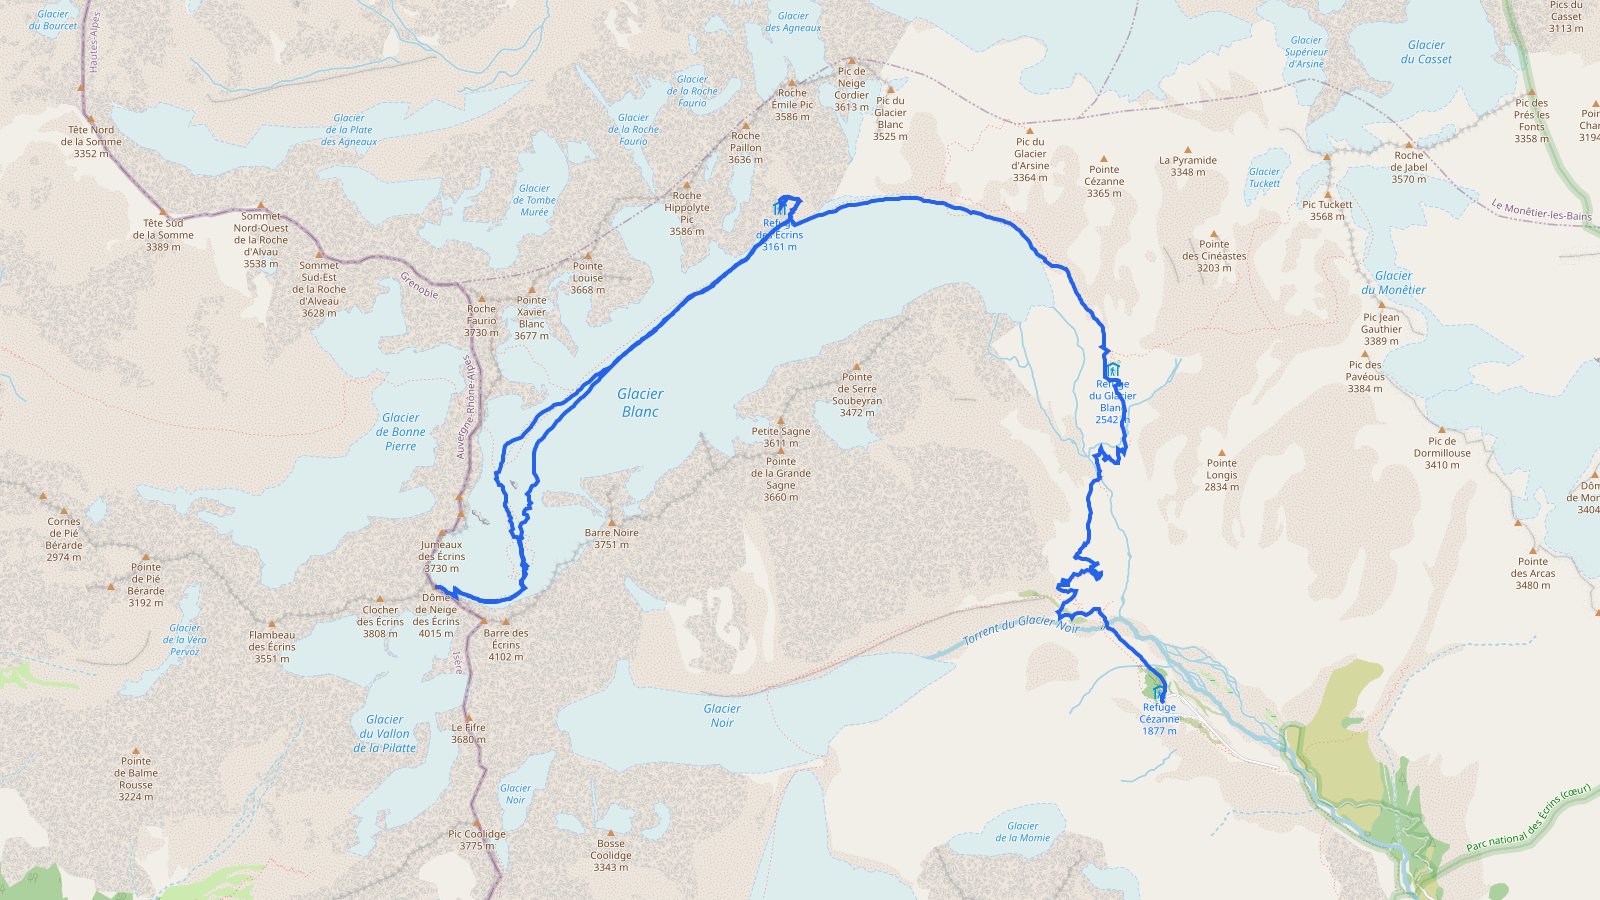 Glacier
du Bourcet
Hautes-Alpes
Glacier
des Agneaux
Pics du
Casset
3113 m
Glacier
Supérieur
d'Arsine
Glacier
du Casset
Glacier
de la Roche
Faurio
Roche
Émile Pic
3586 m
Pic de
Neige
Cordier
3613 m
Pic du
Glacier
Blanc
3525 m
Pic des
Prés les
Fonts
3358 m
Poin
Char
3194
Tête Nord
de la Somme
3352 m
Glacier
de la Plate
des Agneaux
Glacier
de la Roche
Faurio
Roche
Paillon
3636 m
Pic du
Glacier
d'Arsine
3364 m
Pointe
Cézanne
3365 m
La Pyramide
3348 m
Roche
de Jabel
3570 m
Glacier
Tuckett
Pic Tuckett
3568 m
Le Monêtier-les-Bains
Glacier
de Tombe
Murée
Roche
Hippolyte
Pic
3586 m
Refuge
des Écrins
3161 m
Tête Sud
de la Somme
3389 m
Sommet
Nord-Ouest
de la Roche
d'Alvau
3538 m
Sommet
Sud-Est
de la Roche
d'Alveau
3628 m
Grenoble
Pointe
Louise
3668 m
Pointe
des Cinéastes
3203 m
Glacier
du Monêtier
Roche
Faurio
3730 m
Pointe
Xavier
Blanc
3677 m
Pic Jean
Gauthier
3389 m
Auvergne-Rhône-Alpes
Pic des
Pavéous
3384 m
Pointe
de Serre
Soubeyran
3472 m
Refuge
du Glacier
Blanc
2542 m
Glacier
Blanc
Glacier
de Bonne
Pierre
Petite Sagne
3611 m
Pointe
de la Grande
Sagne
3660 m
Pic de
Dormillouse
3410 m
Pointe
Longis
2834 m
Dôm
de Mon
3404
Cornes
de Pié
Bérarde
2974 m
Barre Noire
3751 m
Jumeaux
des Écrins
3730 m
Pointe
de Pié
Bérarde
3192 m
Pointe
des Arcas
3480 m
Clocher
des Écrins
3808 m
Dôme
de Neige
des Écrins
4015 m
Barre des
Écrins
4102 m
Glacier
de la Vera
Pervoz
Flambeau
des Écrins
3551 m
Isère
Torrent du Glacier Noir
Glacier
du Vallon
de la Pilatte
Le Fifre
3680 m
Glacier
Noir
Refuge
Cézanne
1877 m
Pointe
de Balme
Rousse
3224 m
Glacier
Noir
Parc national des Écrins (cœur)
Pic Coolidge
3775 m
Bosse
Coolidge
3343 m
Glacier
de la Momie